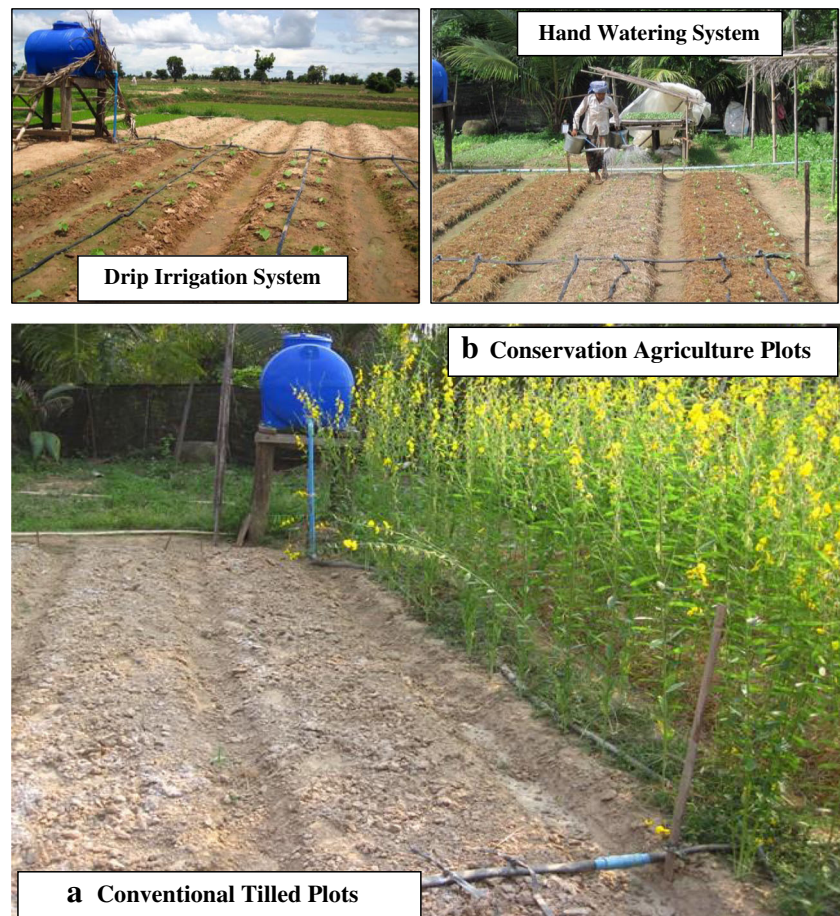 Drip Irrigation System
Hand Watering System
b Conservation Agriculture Plots
a Conventional Tilled Plots